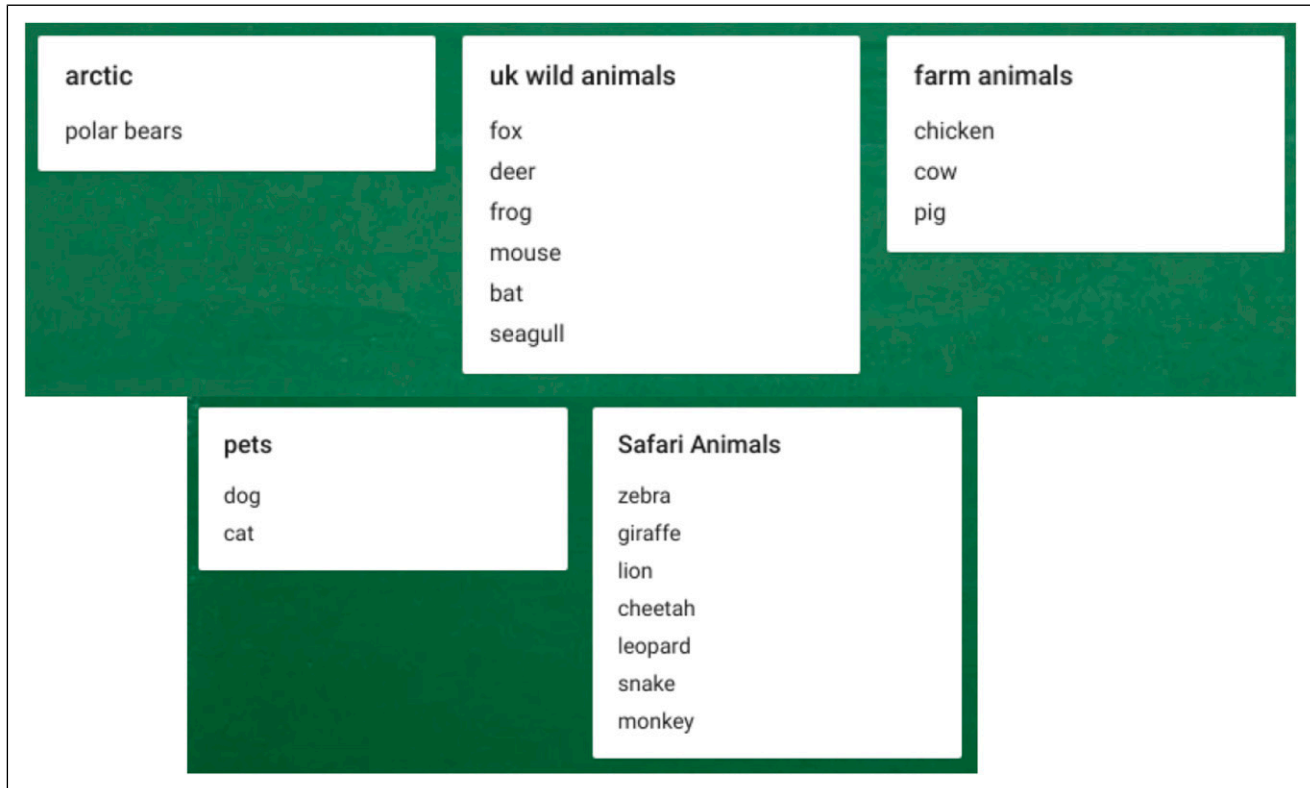 arctic
polar bears
uk wild animals
fox
deer
frog
mouse
bat
seagull
farm animals
chicken
cow
pig
pets
dog
cat
Safari Animals
zebra
giraffe
lion
cheetah
leopard
snake
monkey